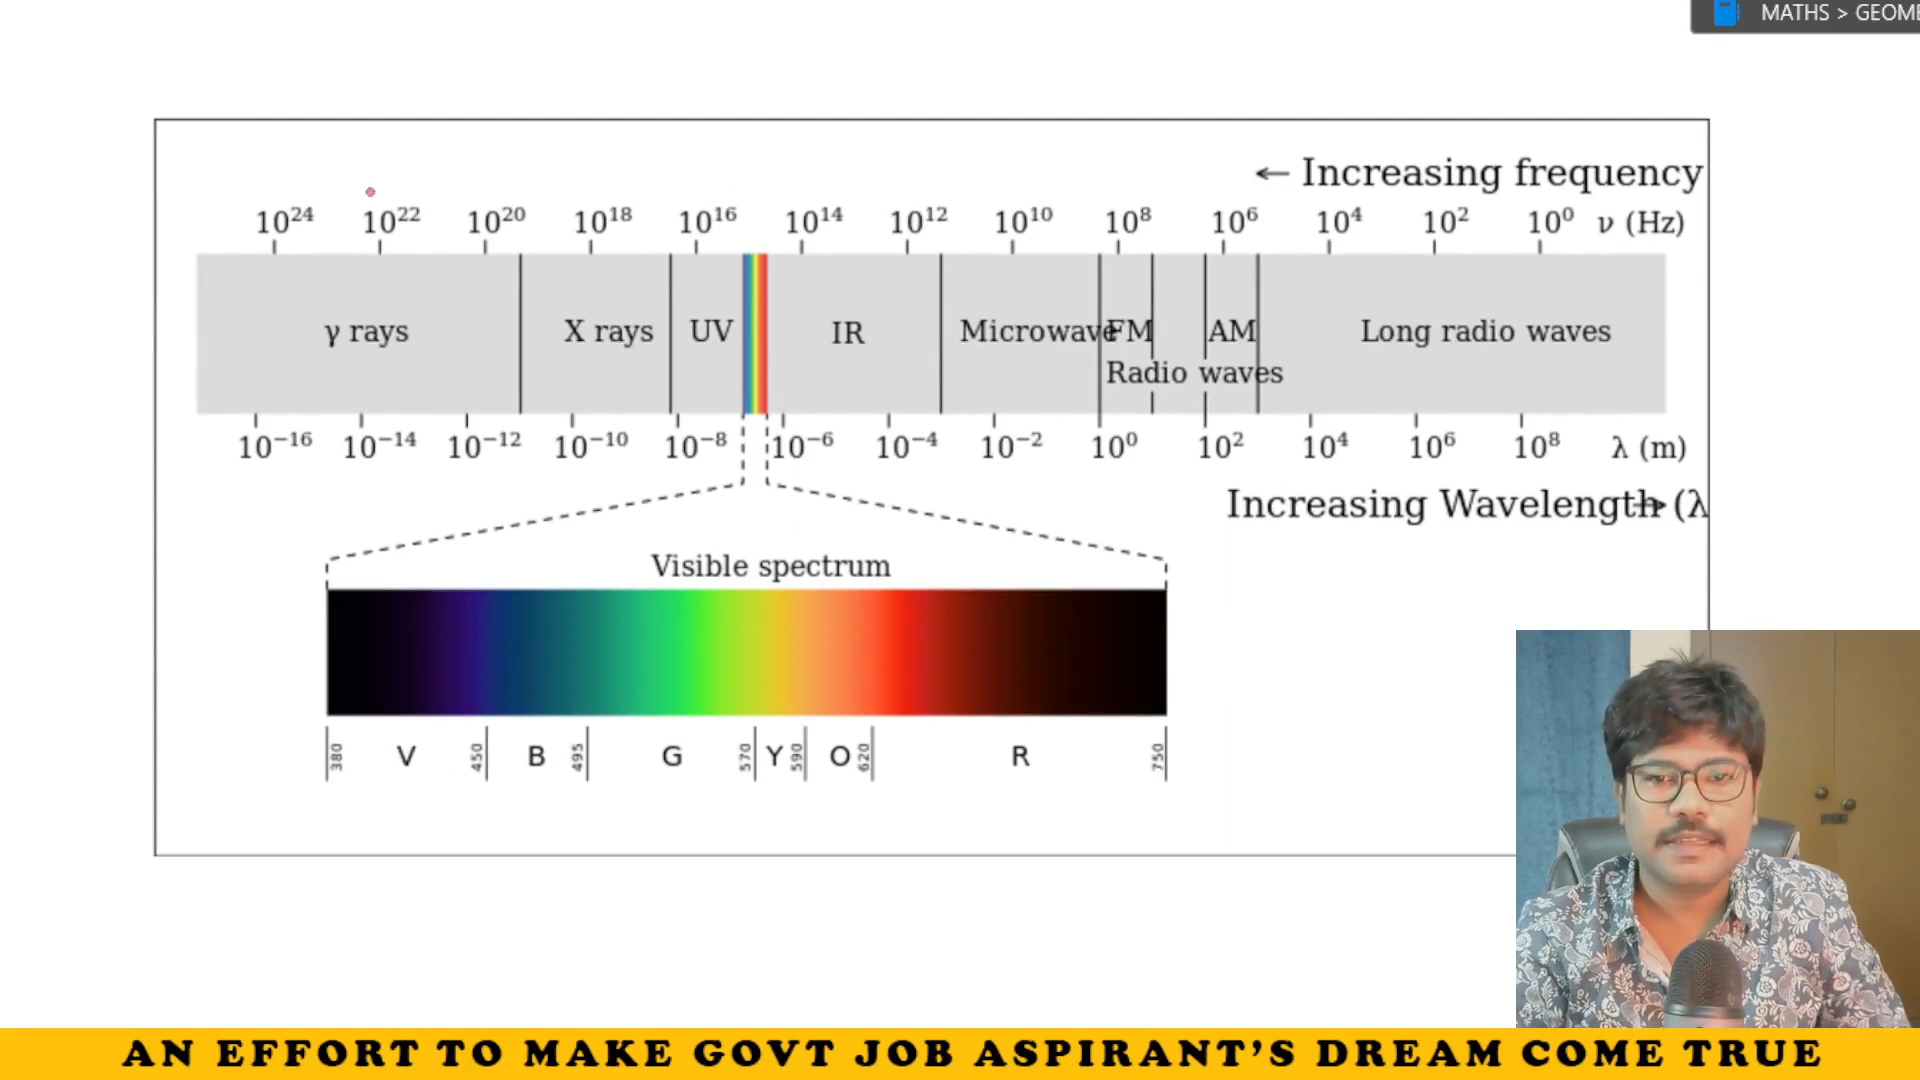 MATHS > GEOME
← Increasing frequency
10²⁴ 10²² 10²⁰ 10¹⁸ 10¹⁶ 10¹⁴ 10¹² 10¹⁰ 10⁸ 10⁶ 10⁴ 10² 10⁰ ν (Hz)
γ rays X rays UV IR Microwave FM AM Long radio waves
Radio waves
10⁻¹⁶ 10⁻¹⁴ 10⁻¹² 10⁻¹⁰ 10⁻⁸ 10⁻⁶ 10⁻⁴ 10⁻² 10⁰ 10² 10⁴ 10⁶ 10⁸ λ (m)
Increasing Wavelength → (λ
Visible spectrum
380 V 450 B 495 G 570 Y 590 O 620 R 750
AN EFFORT TO MAKE GOVT JOB ASPIRANT’S DREAM COME TRUE